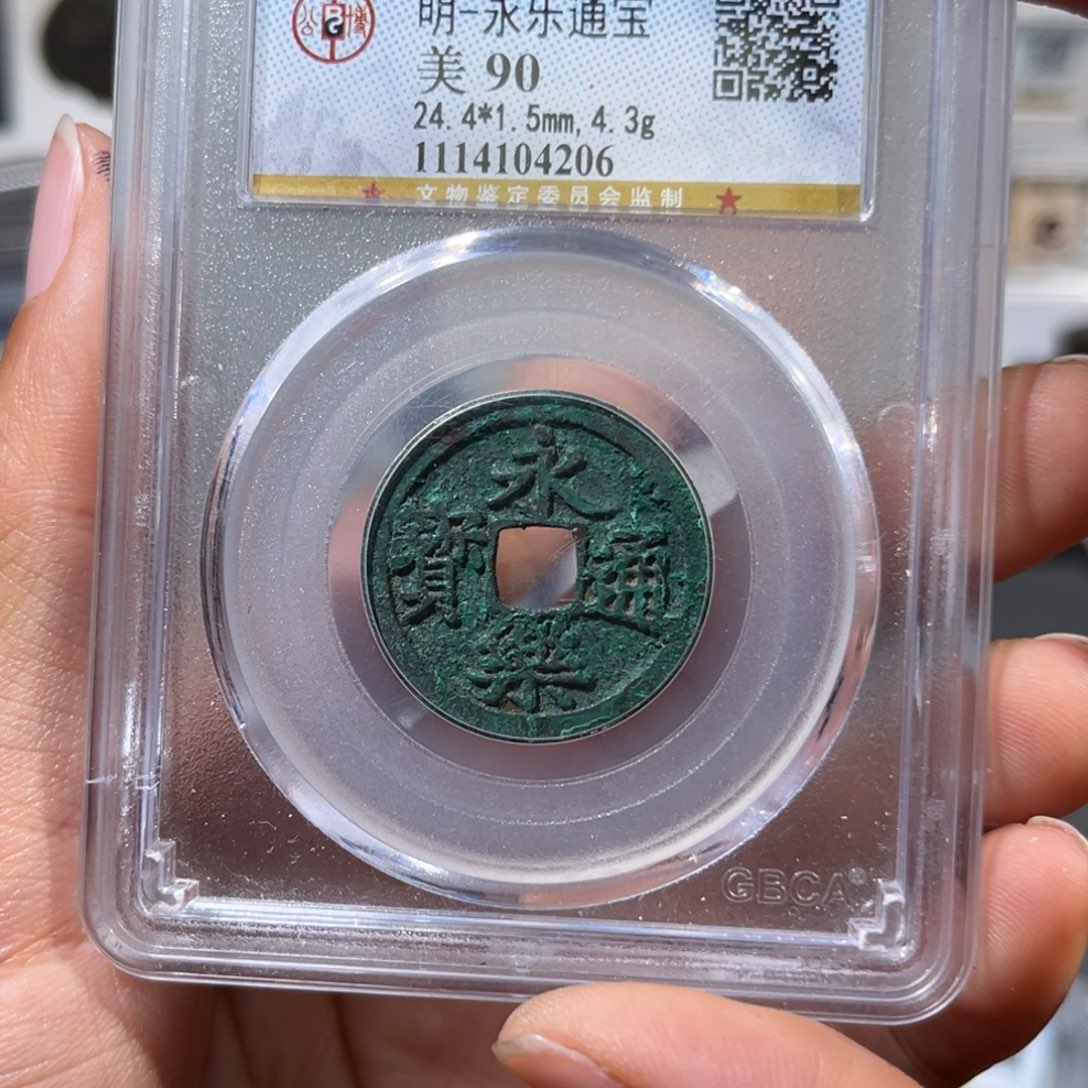 明-永乐通宝
美 90
24.4*1.5mm,4.3g
1114104206
文物鉴定委员会监制
永樂通寳
GBCA®